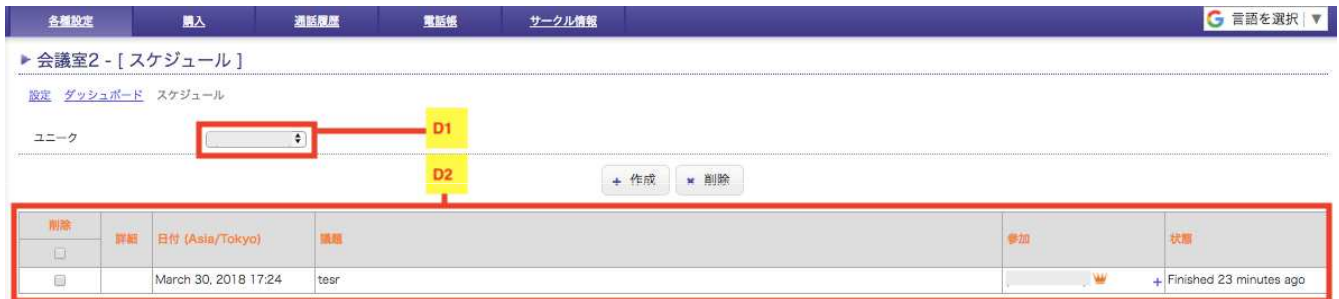 各種設定 購入 通話履歴 電話帳 サークル情報 G 言語を選択 ▼
会議室2 - [ スケジュール ]
設定 ダッシュボード スケジュール
ユニーク D1
D2
+ 作成 × 削除
削除 詳細 日付 (Asia/Tokyo) 議題 参加 状態
March 30, 2018 17:24 tesr + Finished 23 minutes ago